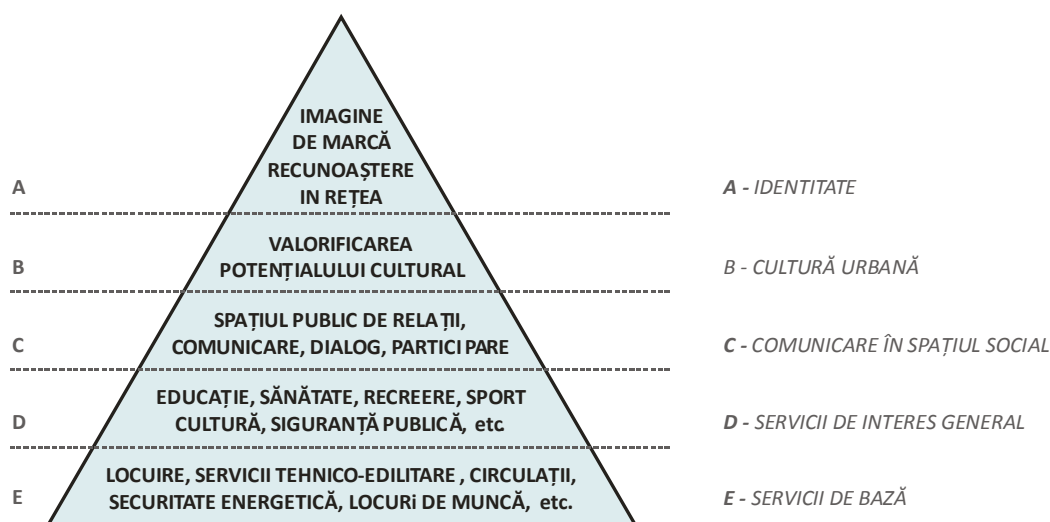 IMAGINE
DE MARCĂ
RECUNOAȘTERE
IN REȚEA
A
A - IDENTITATE
VALORIFICAREA
POTENȚIALULUI CULTURAL
B
B - CULTURĂ URBANĂ
SPAȚIUL PUBLIC DE RELAȚII,
COMUNICARE, DIALOG, PARTICIPARE
C
C - COMUNICARE ÎN SPAȚIUL SOCIAL
EDUCAȚIE, SĂNĂTATE, RECREERE, SPORT
CULTURĂ, SIGURANȚĂ PUBLICĂ, etc.
D
D - SERVICII DE INTERES GENERAL
LOCUIRE, SERVICII TEHNICO-EDILITARE , CIRCULAȚII,
SECURITATE ENERGETICĂ, LOCURi DE MUNCĂ, etc.
E
E - SERVICII DE BAZĂ